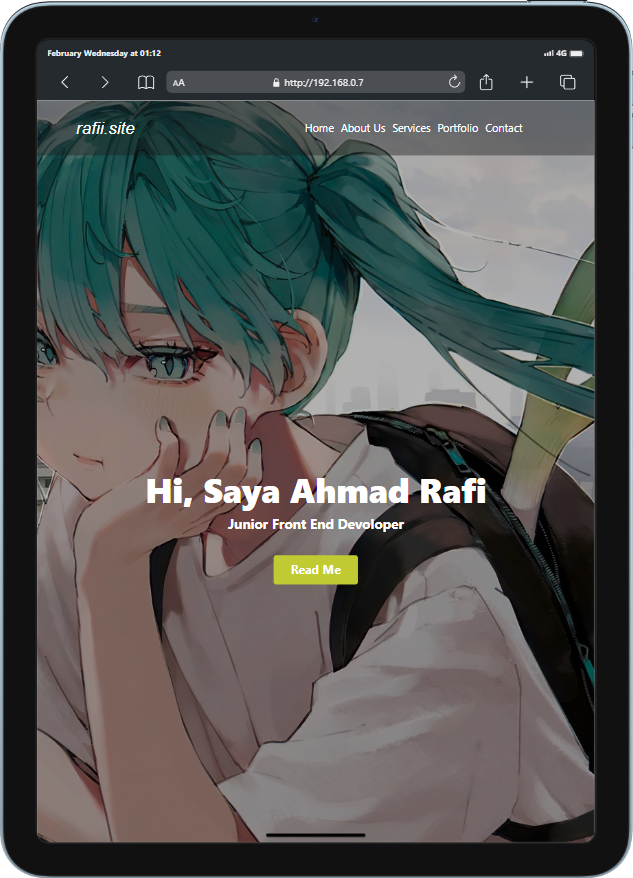 February Wednesday at 01:12
4G
AA
http://192.168.0.7
rafii.site
Home About Us Services Portfolio Contact
Hi, Saya Ahmad Rafi
Junior Front End Devoloper
Read Me